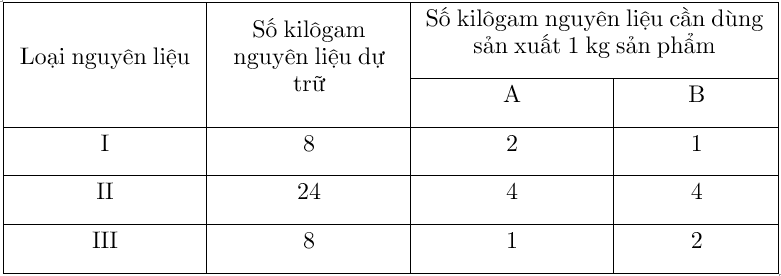 Loại nguyên liệu
Số kilôgam
nguyên liệu dự
trữ
Số kilôgam nguyên liệu cần dùng
sản xuất 1 kg sản phẩm
A B
I 8 2 1
II 24 4 4
III 8 1 2